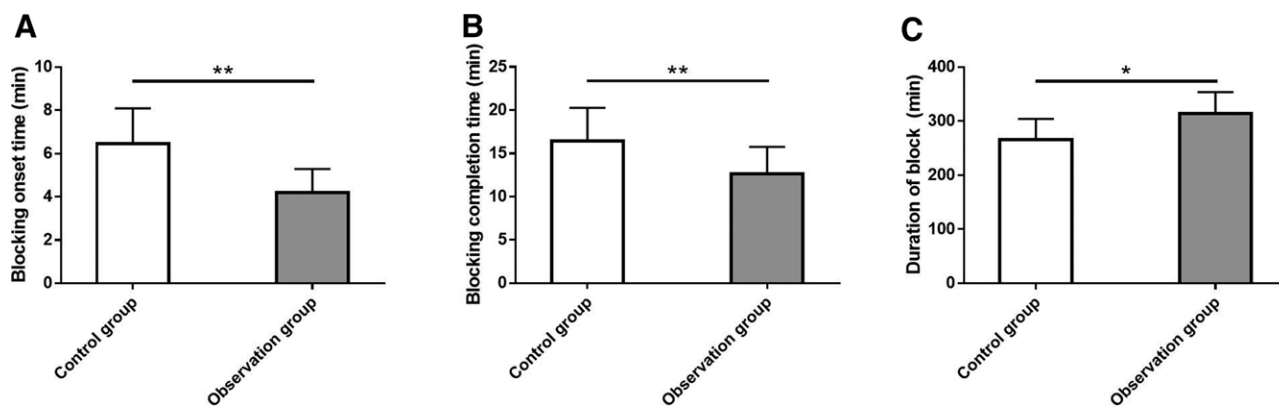 A
Blocking onset time (min)
10
8
6
4
2
0
**
Control group
Observation group
B
Blocking completion time (min)
25
20
15
10
5
0
**
Control group
Observation group
C
Duration of block (min)
400
300
200
100
0
*
Control group
Observation group